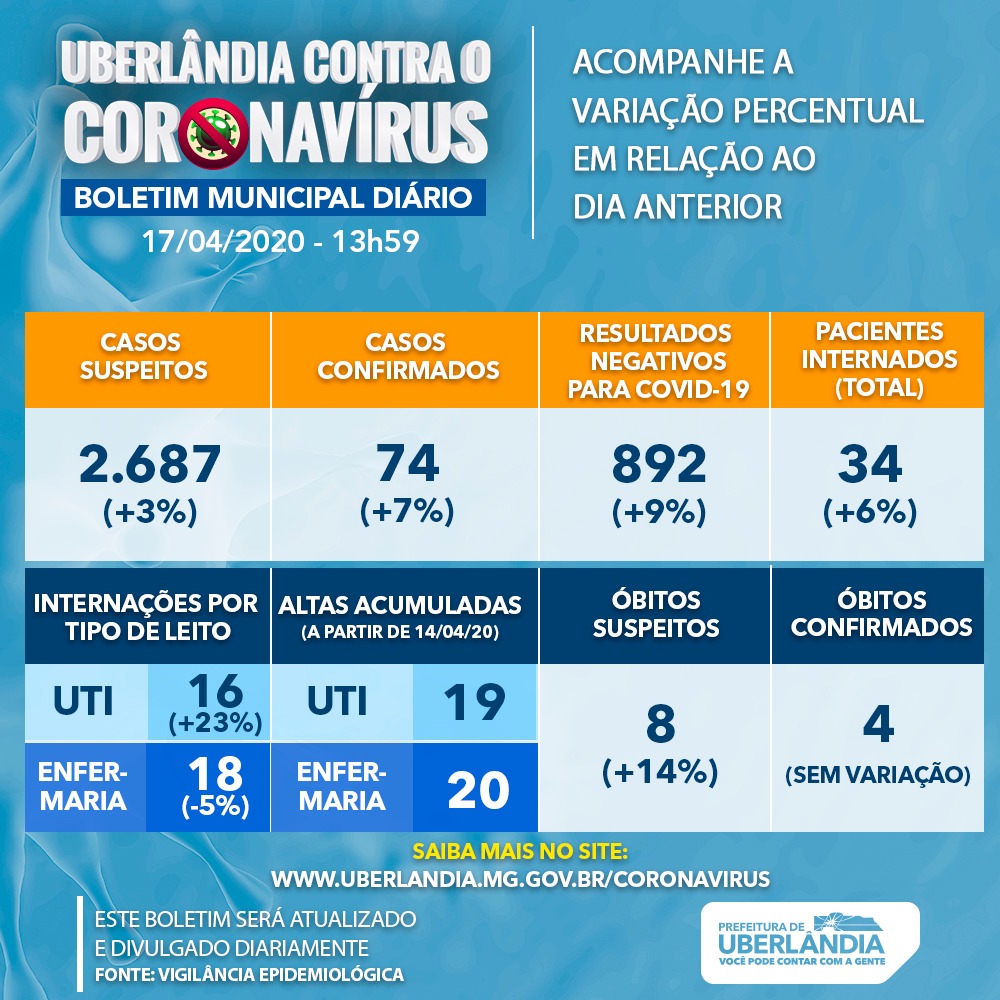 UBERLÂNDIA CONTRA O
CORONAVÍRUS
BOLETIM MUNICIPAL DIÁRIO
17/04/2020 - 13h59
ACOMPANHE A
VARIAÇÃO PERCENTUAL
EM RELAÇÃO AO
DIA ANTERIOR
CASOS
SUSPEITOS
2.687
(+3%)
CASOS
CONFIRMADOS
74
(+7%)
RESULTADOS
NEGATIVOS
PARA COVID-19
892
(+9%)
PACIENTES
INTERNADOS
(TOTAL)
34
(+6%)
INTERNAÇÕES POR
TIPO DE LEITO
UTI
16
(+23%)
ENFER-
MARIA
18
(-5%)
ALTAS ACUMULADAS
(A PARTIR DE 14/04/20)
UTI
19
ENFER-
MARIA
20
ÓBITOS
SUSPEITOS
8
(+14%)
ÓBITOS
CONFIRMADOS
4
(SEM VARIAÇÃO)
SAIBA MAIS NO SITE:
WWW.UBERLANDIA.MG.GOV.BR/CORONAVIRUS
ESTE BOLETIM SERÁ ATUALIZADO
E DIVULGADO DIARIAMENTE
FONTE: VIGILÂNCIA EPIDEMIOLÓGICA
PREFEITURA DE
UBERLÂNDIA
VOCÊ PODE CONTAR COM A GENTE